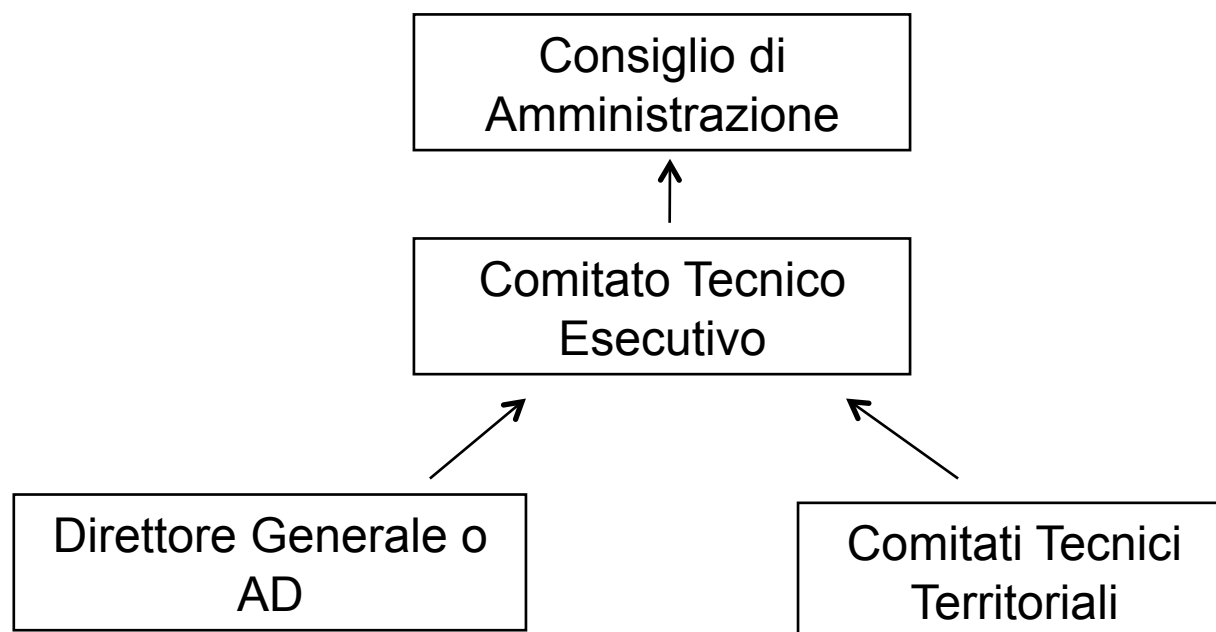 Consiglio di
Amministrazione
Comitato Tecnico
Esecutivo
Direttore Generale o
AD
Comitati Tecnici
Territoriali